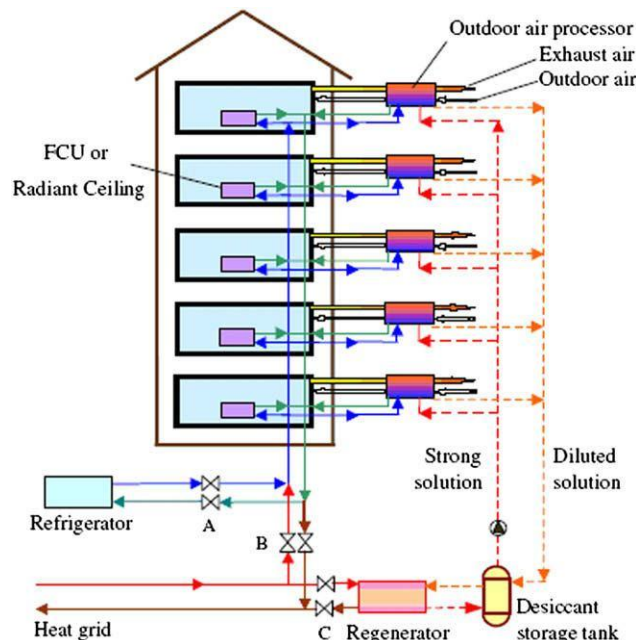 Outdoor air processor
Exhaust air
Outdoor air
FCU or
Radiant Ceiling
Strong
solution
Diluted
solution
Refrigerator
A
B
Heat grid
C
Regenerator
Desiccant
storage tank